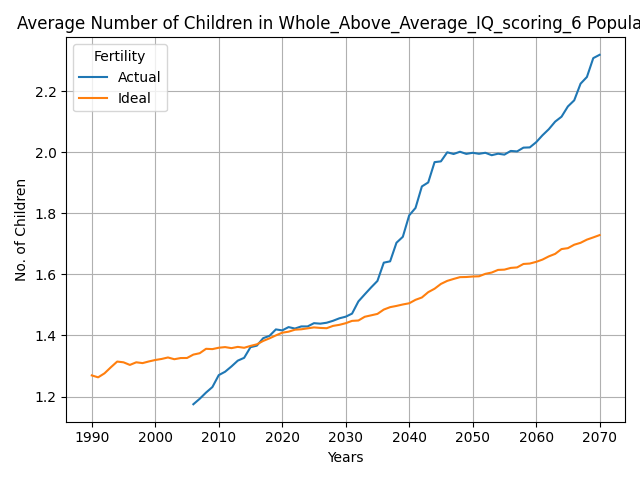 Average Number of Children in Whole_Above_Average_IQ_scoring_6 Popula
Fertility
Actual
Ideal
No. of Children
2.2
2.0
1.8
1.6
1.4
1.2
1990 2000 2010 2020 2030 2040 2050 2060 2070
Years